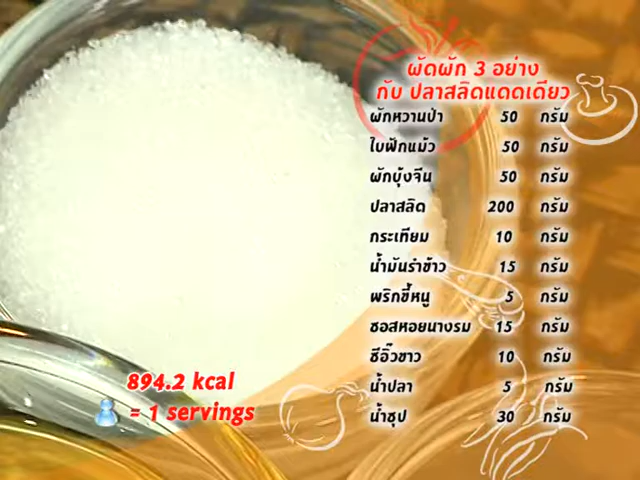 ผัดผัก 3 อย่าง
กับ ปลาสลิดแดดเดียว
ผักหวานป่า 50 กรัม
ใบฟักแม้ว 50 กรัม
ผักบุ้งจีน 50 กรัม
ปลาสลิด 200 กรัม
กระเทียม 10 กรัม
น้ำมันรำข้าว 15 กรัม
พริกขี้หนู 5 กรัม
ซอสหอยนางรม 15 กรัม
ซีอิ๊วขาว 10 กรัม
น้ำปลา 5 กรัม
น้ำซุป 30 กรัม
894.2 kcal
= 1 servings